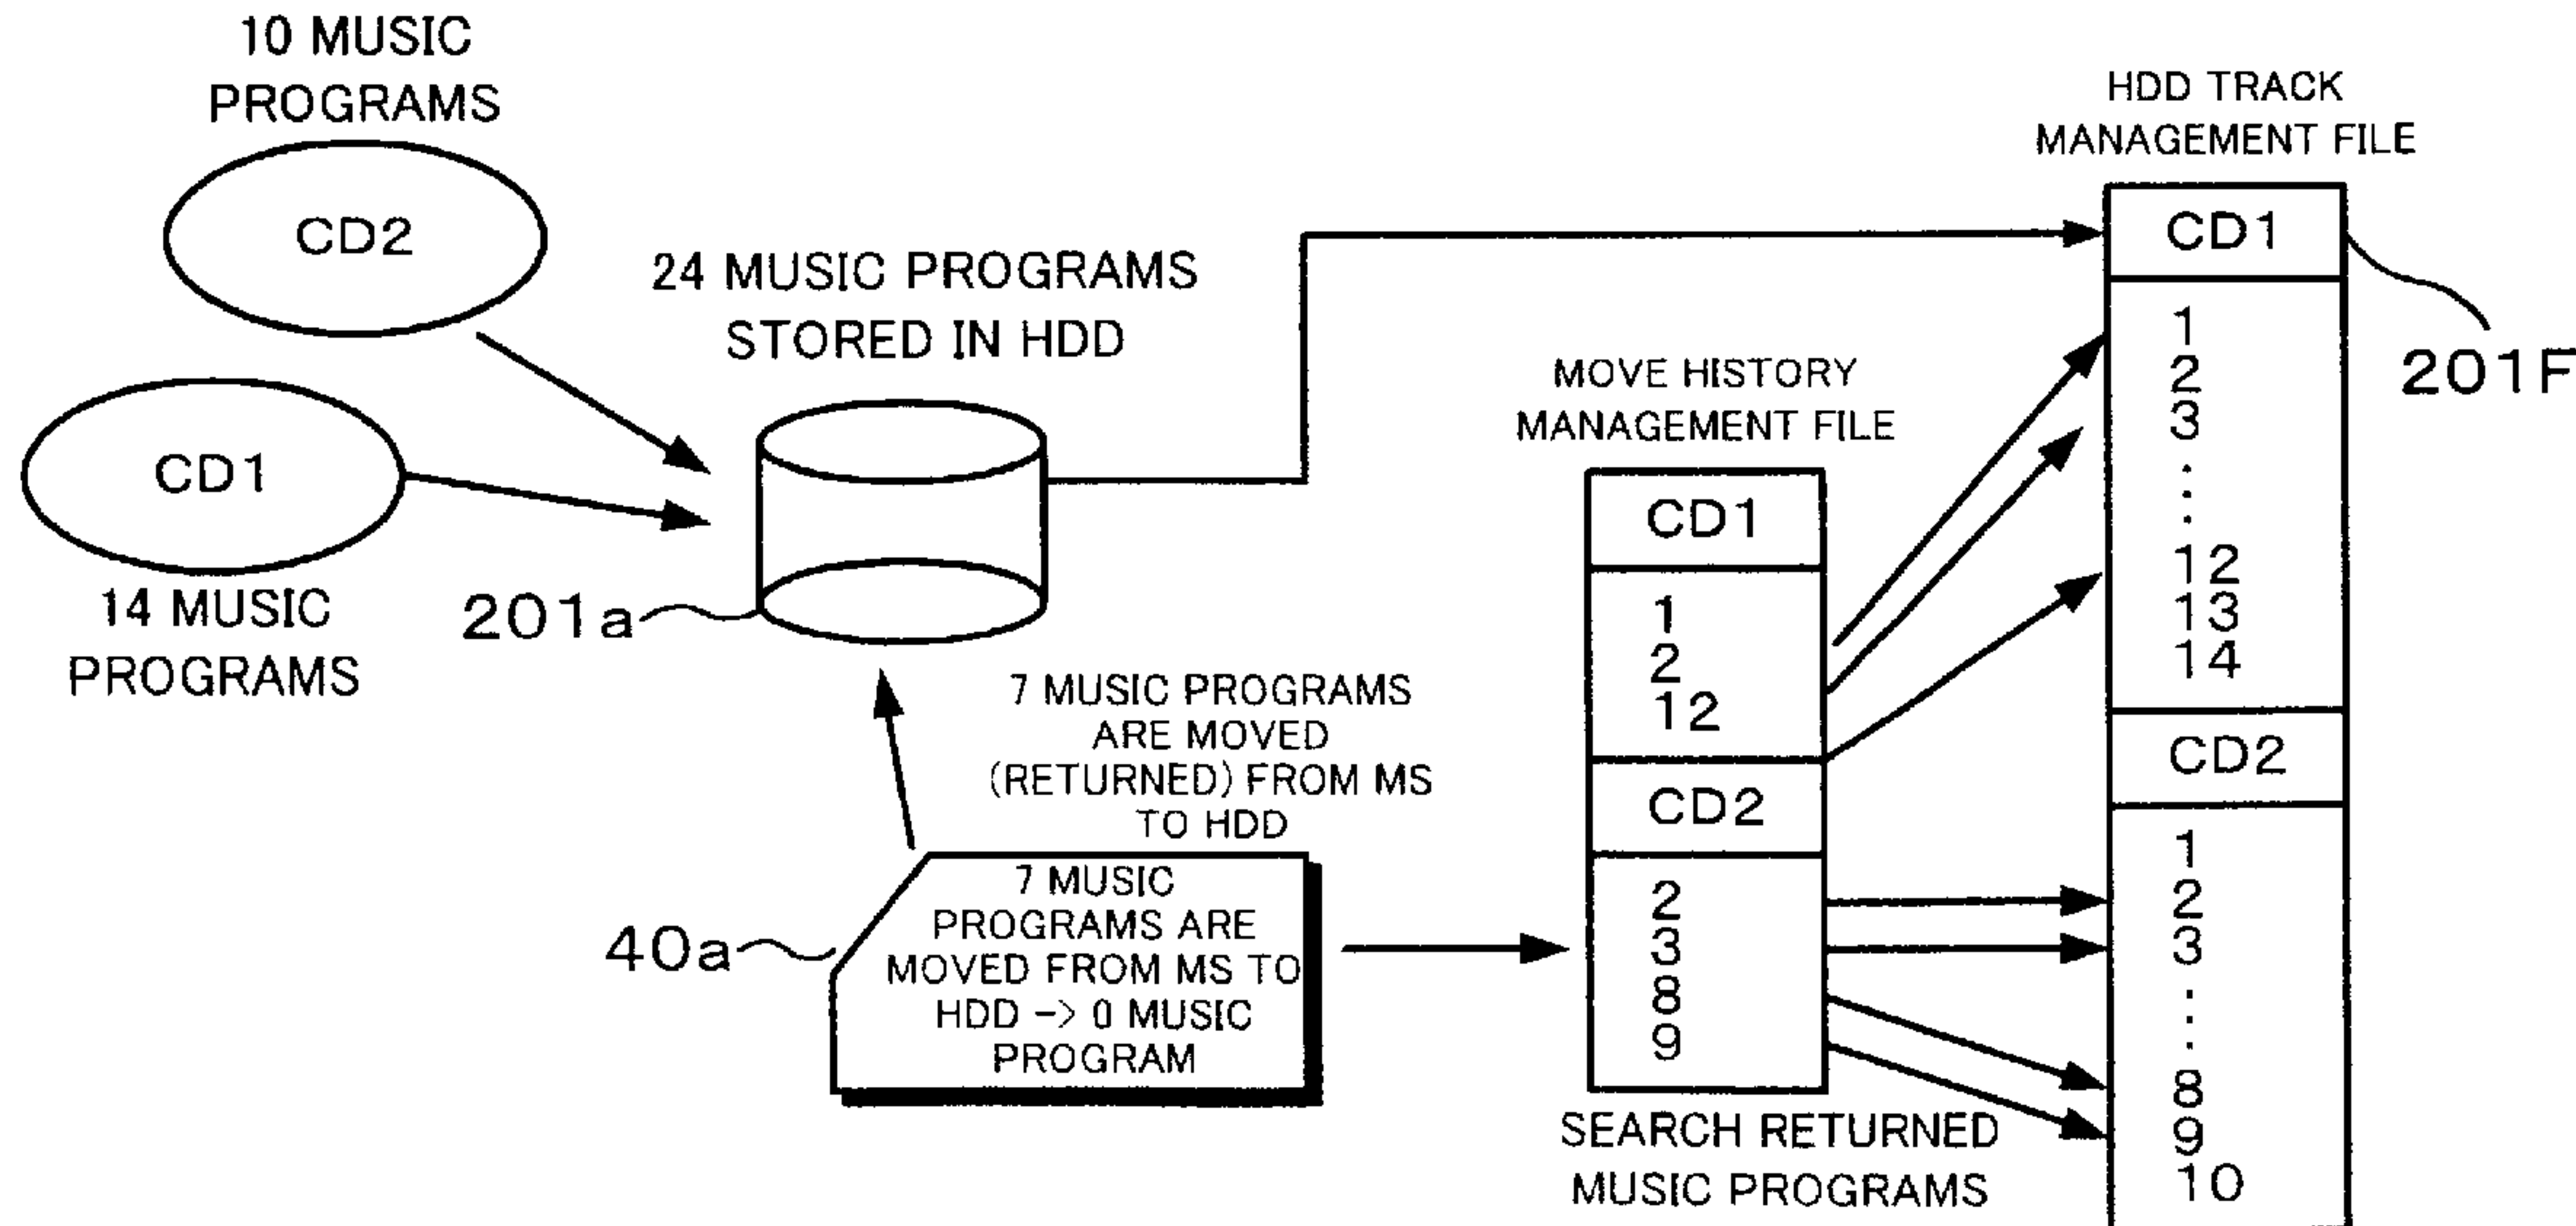 10 MUSIC
PROGRAMS
CD2
CD1
14 MUSIC
PROGRAMS
24 MUSIC PROGRAMS
STORED IN HDD
201a
7 MUSIC PROGRAMS
ARE MOVED
(RETURNED) FROM MS
TO HDD
40a
7 MUSIC
PROGRAMS ARE
MOVED FROM MS TO
HDD -> 0 MUSIC
PROGRAM
MOVE HISTORY
MANAGEMENT FILE
CD1
1
2
12
CD2
2
3
8
9
SEARCH RETURNED
MUSIC PROGRAMS
HDD TRACK
MANAGEMENT FILE
CD1
201F
1
2
3
:
.
12
13
14
CD2
1
2
3
:
.
8
9
10